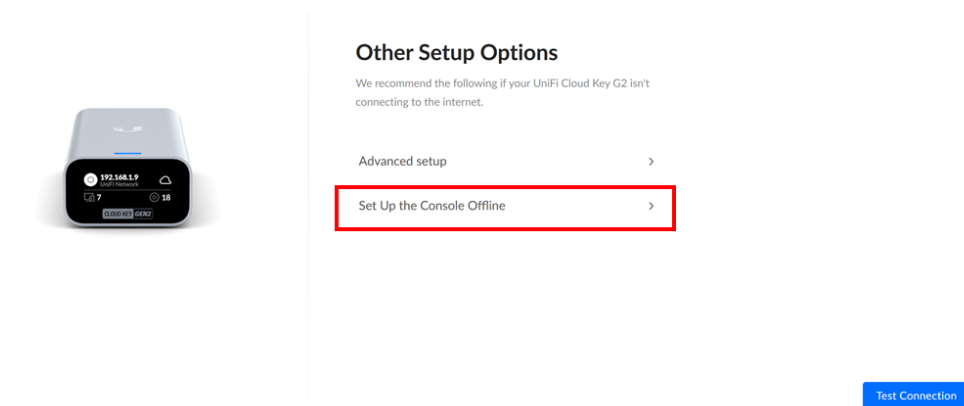 Other Setup Options
We recommend the following if your UniFi Cloud Key G2 isn't
connecting to the internet.
192.168.1.9
UniFi Network
7
18
CLOUD KEY GEN2
Advanced setup
Set Up the Console Offline
Test Connection